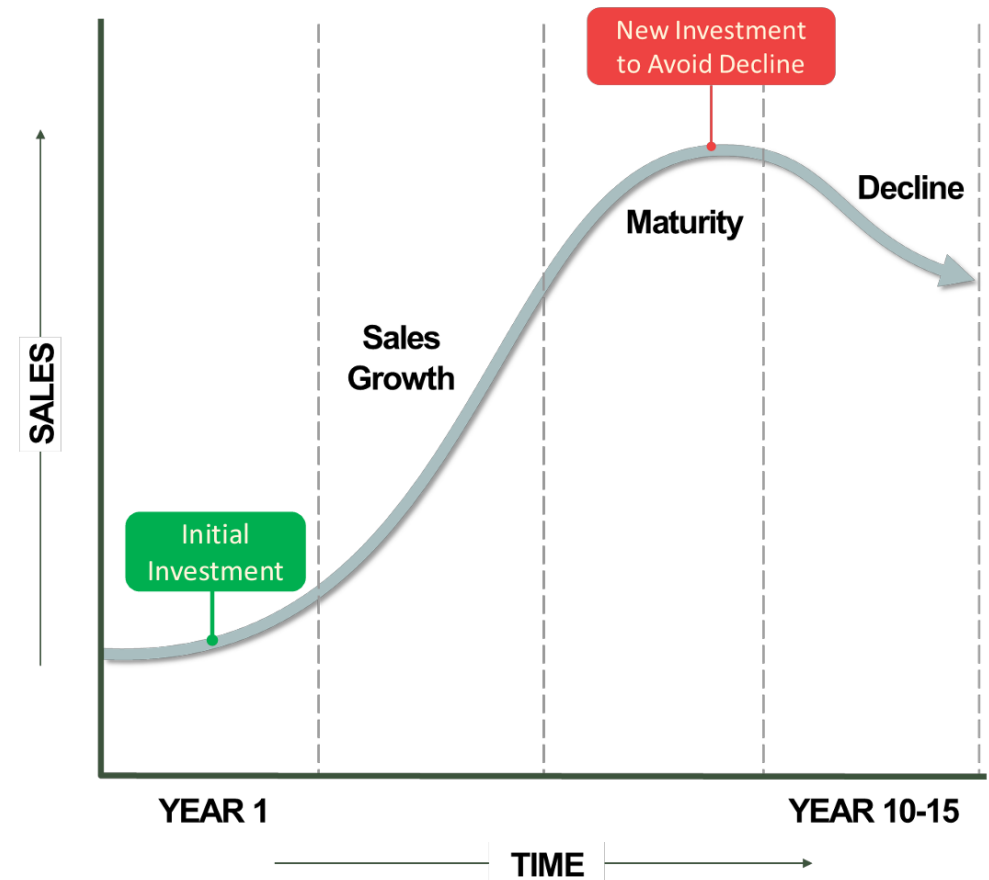 New Investment
to Avoid Decline
Decline
Maturity
Sales
Growth
SALES
Initial
Investment
YEAR 1
YEAR 10-15
TIME